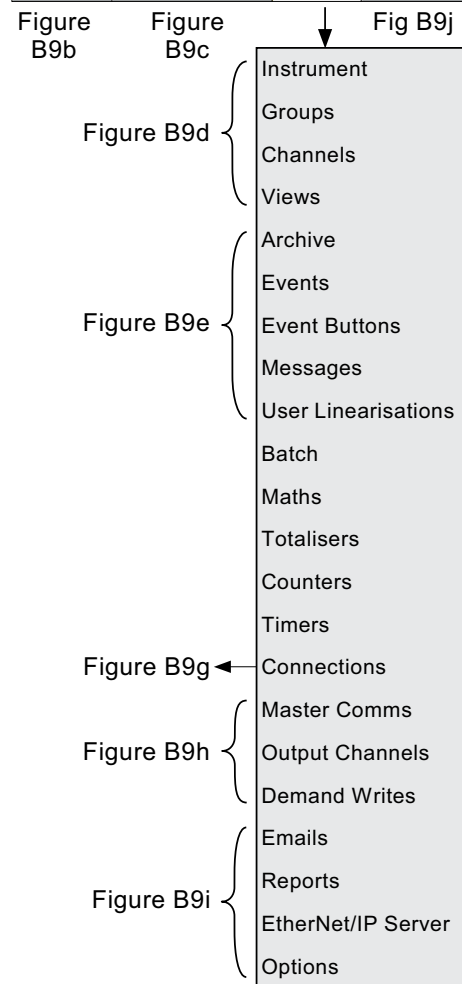 Figure B9b
Figure B9c
Fig B9j
Figure B9d
Instrument
Groups
Channels
Views
Figure B9e
Archive
Events
Event Buttons
Messages
User Linearisations
Batch
Maths
Totalisers
Counters
Timers
Figure B9g
Connections
Figure B9h
Master Comms
Output Channels
Demand Writes
Figure B9i
Emails
Reports
EtherNet/IP Server
Options